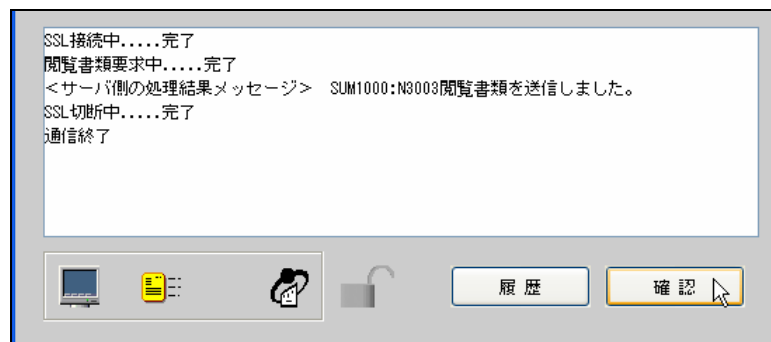 SSL接続中.....完了
閲覧書類要求中.....完了
＜サーバ側の処理結果メッセージ＞　SUM1000:N3003閲覧書類を送信しました。
SSL切断中.....完了
通信終了
履 歴
確 認